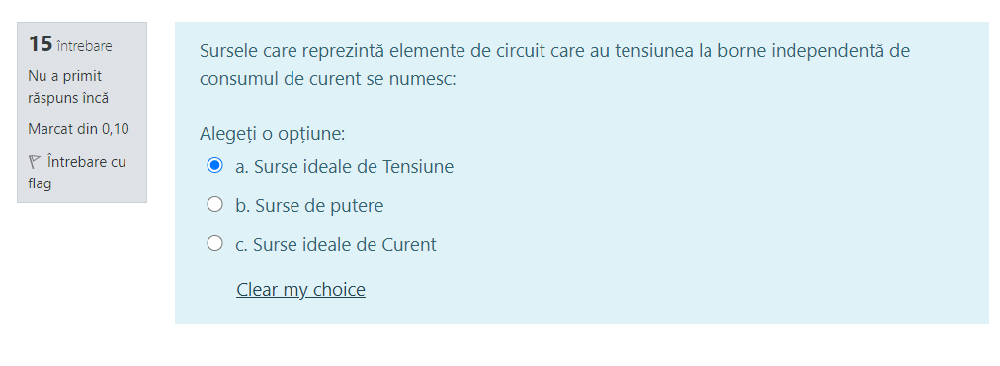 15 întrebare
Nu a primit
răspuns încă
Marcat din 0,10
Întrebare cu
flag
Sursele care reprezintă elemente de circuit care au tensiunea la borne independentă de
consumul de curent se numesc:
Alegeți o opțiune:
a. Surse ideale de Tensiune
b. Surse de putere
c. Surse ideale de Curent
Clear my choice